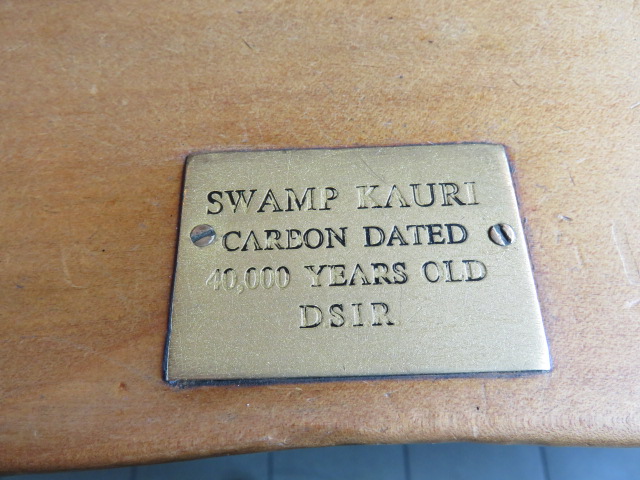 SWAMP KAURI
CARBON DATED
40,000 YEARS OLD
DSIR